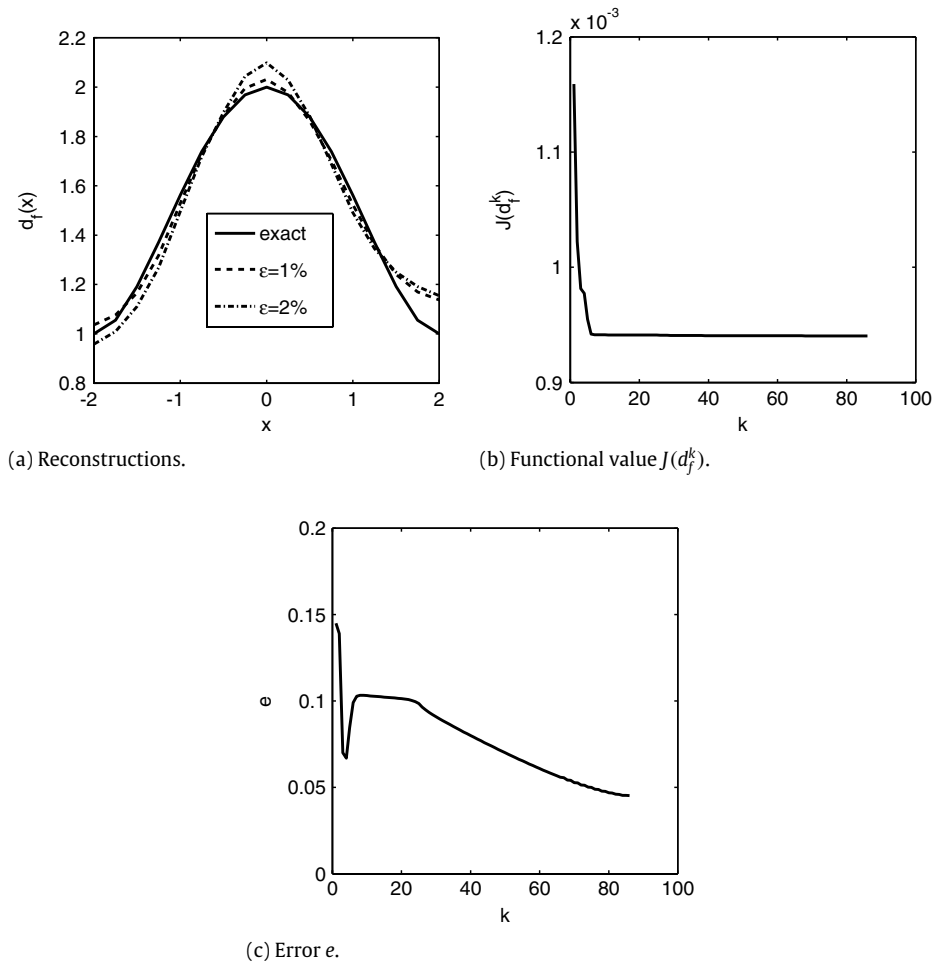 2.2
2
1.8
1.6
1.4
1.2
1
0.8
d_f(x)
exact
ε=1%
ε=2%
-2 -1 0 1 2
x
(a) Reconstructions.
x 10⁻³
1.2
1.1
1
0.9
J(d_f^k)
0 20 40 60 80 100
k
(b) Functional value J(d_f^k).
0.2
0.15
0.1
0.05
0
e
0 20 40 60 80 100
k
(c) Error e.